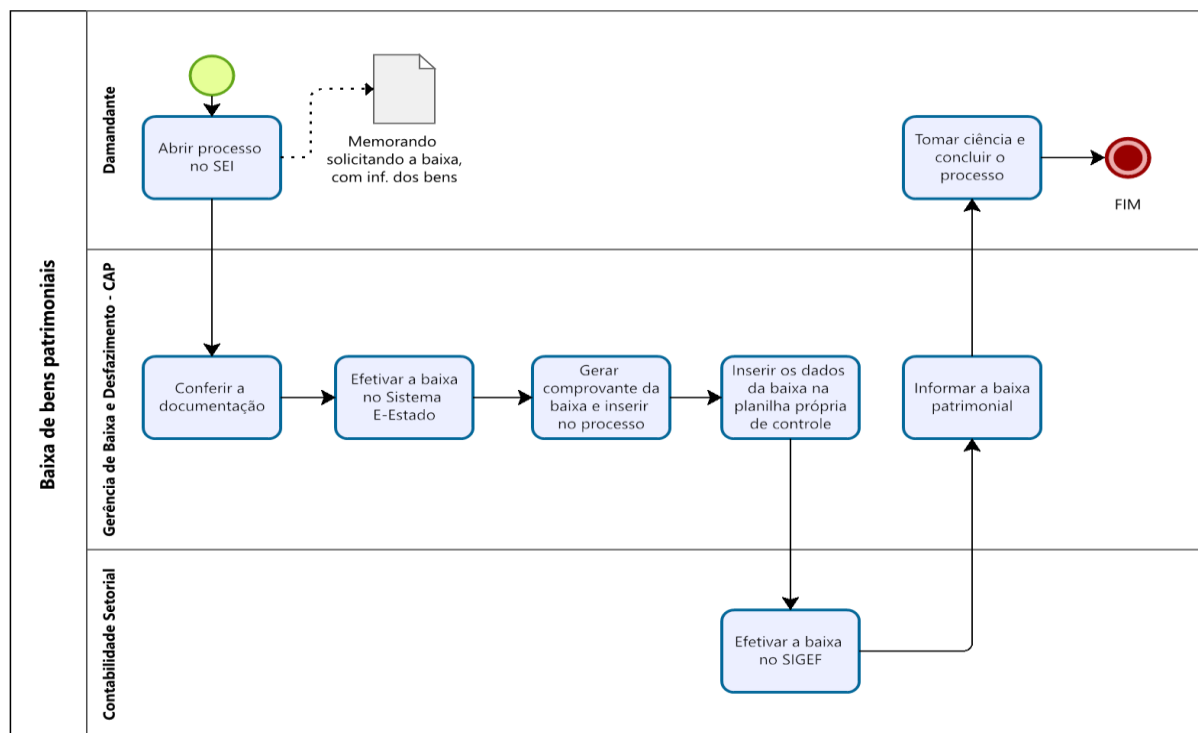 Baixa de bens patrimoniais
Damandante
Abrir processo
no SEI
Memorando
solicitando a baixa,
com inf. dos bens
Tomar ciência e
concluir o
processo
FIM
Gerência de Baixa e Desfazimento - CAP
Conferir a
documentação
Efetivar a baixa
no Sistema
E-Estado
Gerar
comprovante da
baixa e inserir
no processo
Inserir os dados
da baixa na
planilha própria
de controle
Informar a baixa
patrimonial
Contabilidade Setorial
Efetivar a baixa
no SIGEF